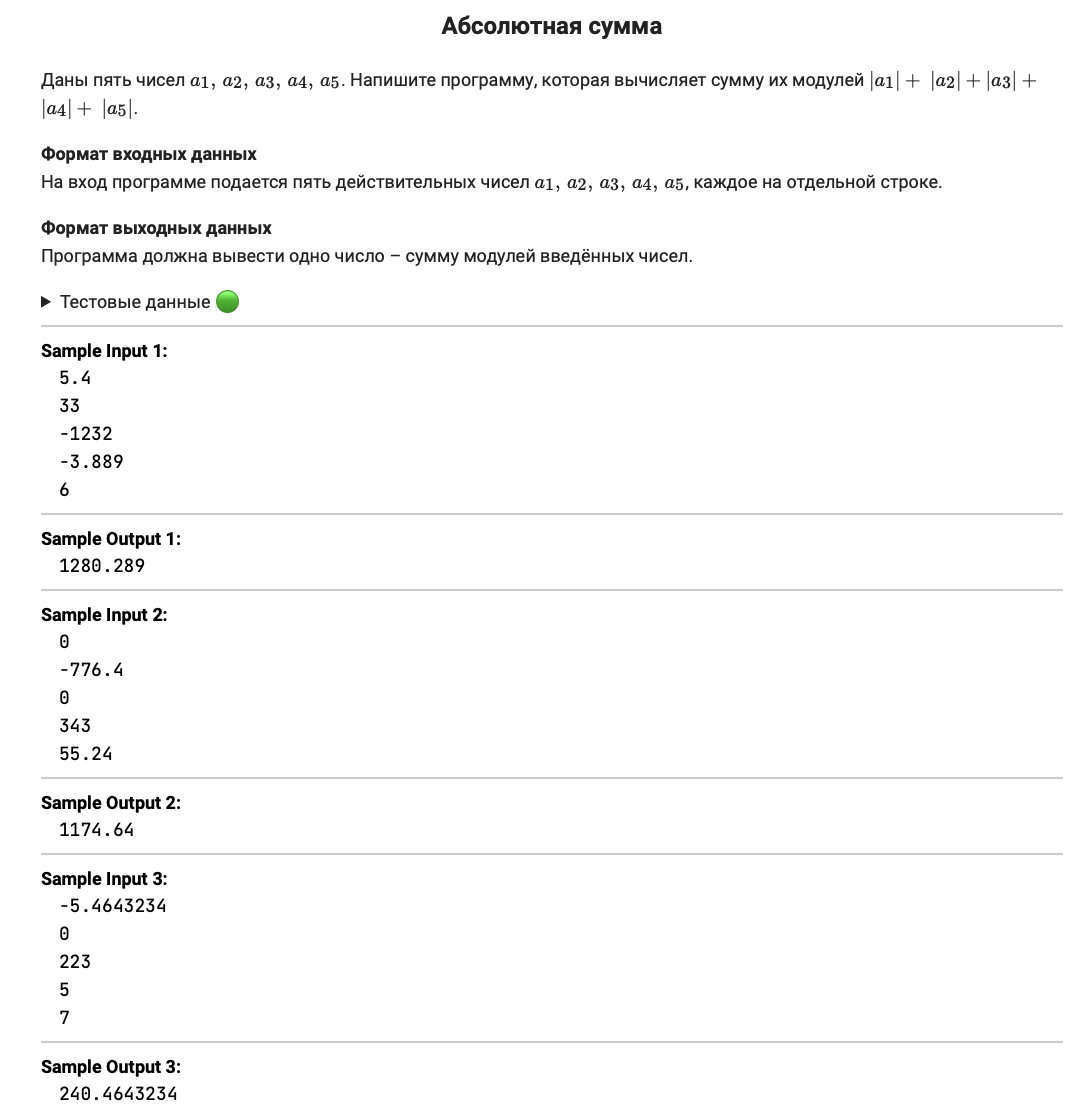 Абсолютная сумма
Даны пять чисел a1, a2, a3, a4, a5. Напишите программу, которая вычисляет сумму их модулей |a1| + |a2| + |a3| +
|a4| + |a5|.
Формат входных данных
На вход программе подается пять действительных чисел a1, a2, a3, a4, a5, каждое на отдельной строке.
Формат выходных данных
Программа должна вывести одно число – сумму модулей введённых чисел.
Тестовые данные
Sample Input 1:
5.4
33
-1232
-3.889
6
Sample Output 1:
1280.289
Sample Input 2:
0
-776.4
0
343
55.24
Sample Output 2:
1174.64
Sample Input 3:
-5.4643234
0
223
5
7
Sample Output 3:
240.4643234